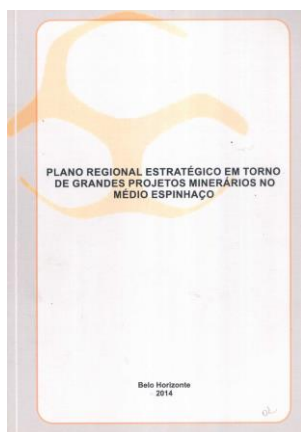 PLANO REGIONAL ESTRATÉGICO EM TORNO
DE GRANDES PROJETOS MINERÁRIOS NO
MÉDIO ESPINHAÇO
Belo Horizonte
2014